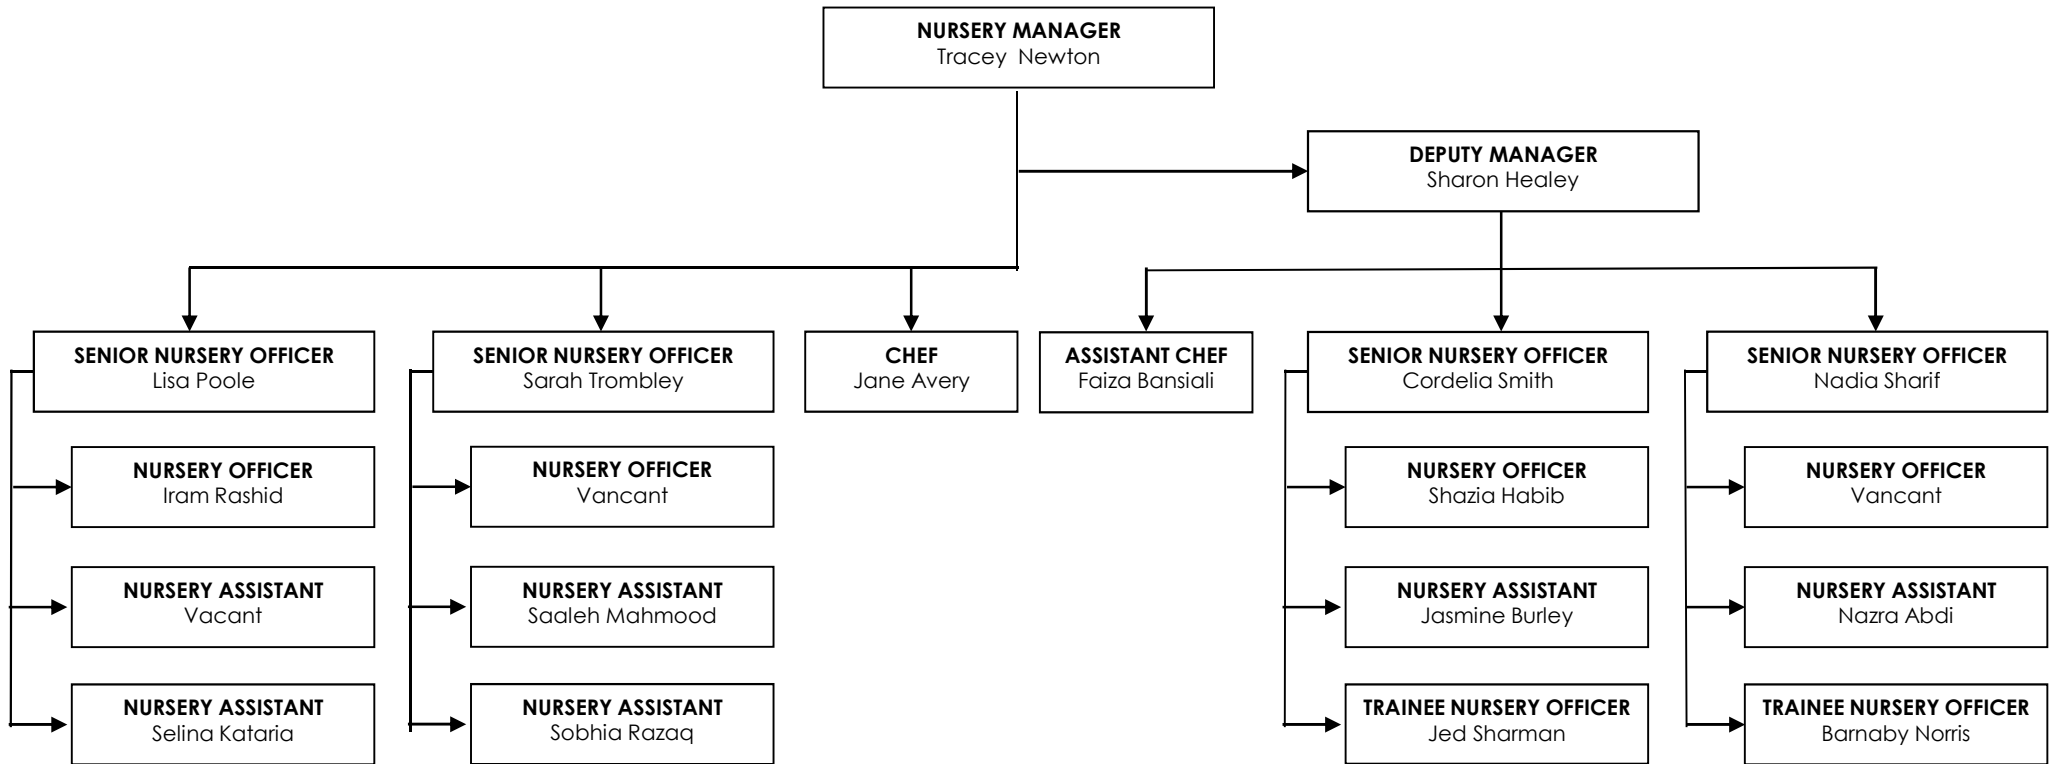 NURSERY MANAGER
Tracey Newton
DEPUTY MANAGER
Sharon Healey
SENIOR NURSERY OFFICER
Lisa Poole
SENIOR NURSERY OFFICER
Sarah Trombley
CHEF
Jane Avery
ASSISTANT CHEF
Faiza Bansiali
SENIOR NURSERY OFFICER
Cordelia Smith
SENIOR NURSERY OFFICER
Nadia Sharif
NURSERY OFFICER
Iram Rashid
NURSERY OFFICER
Vancant
NURSERY OFFICER
Shazia Habib
NURSERY OFFICER
Vancant
NURSERY ASSISTANT
Vacant
NURSERY ASSISTANT
Saaleh Mahmood
NURSERY ASSISTANT
Jasmine Burley
NURSERY ASSISTANT
Nazra Abdi
NURSERY ASSISTANT
Selina Kataria
NURSERY ASSISTANT
Sobhia Razaq
TRAINEE NURSERY OFFICER
Jed Sharman
TRAINEE NURSERY OFFICER
Barnaby Norris